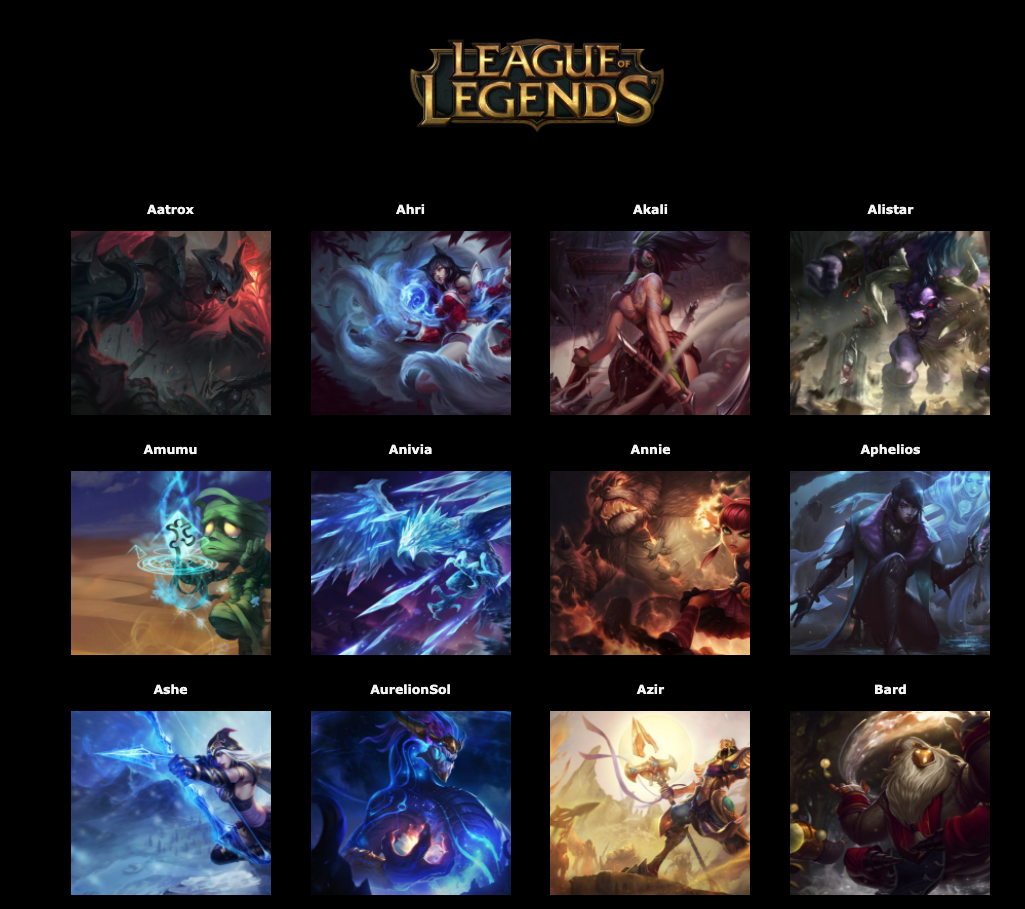 LEAGUE OF
LEGENDS
Aatrox
Ahri
Akali
Alistar
Amumu
Anivia
Annie
Aphelios
Ashe
AurelionSol
Azir
Bard